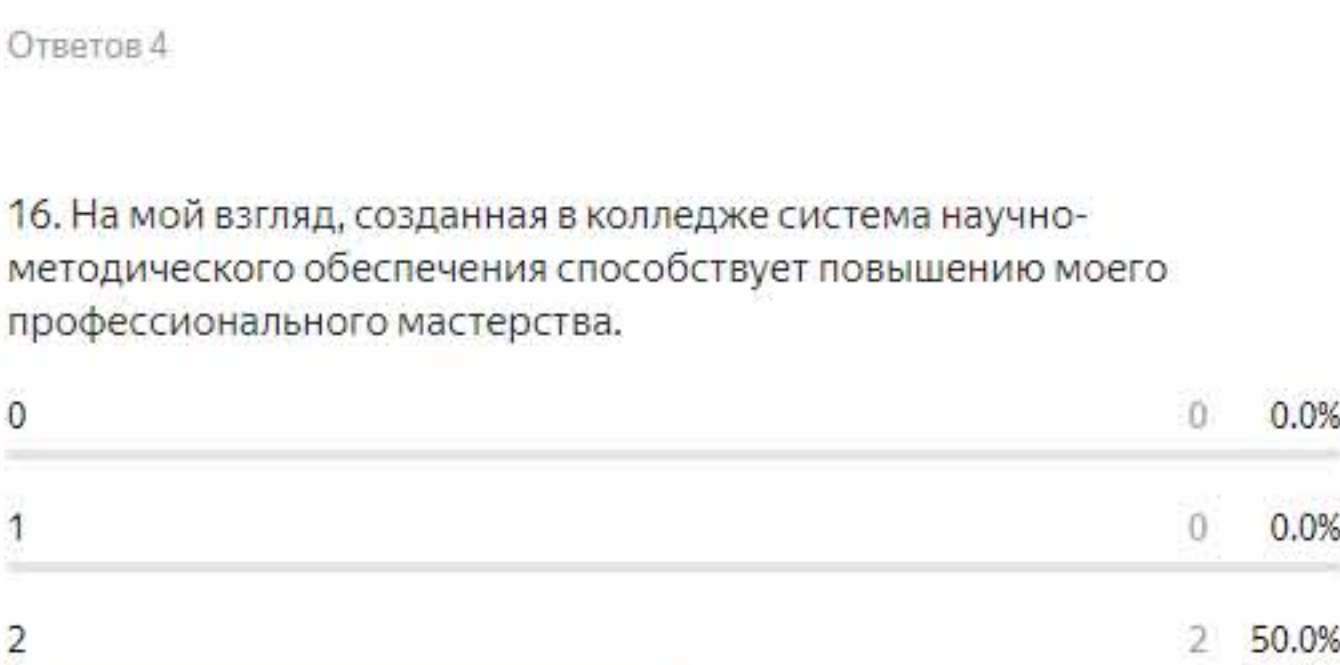 Ответов 4
16. На мой взгляд, созданная в колледже система научно-
методического обеспечения способствует повышению моего
профессионального мастерства.
0 0 0.0%
1 0 0.0%
2 2 50.0%